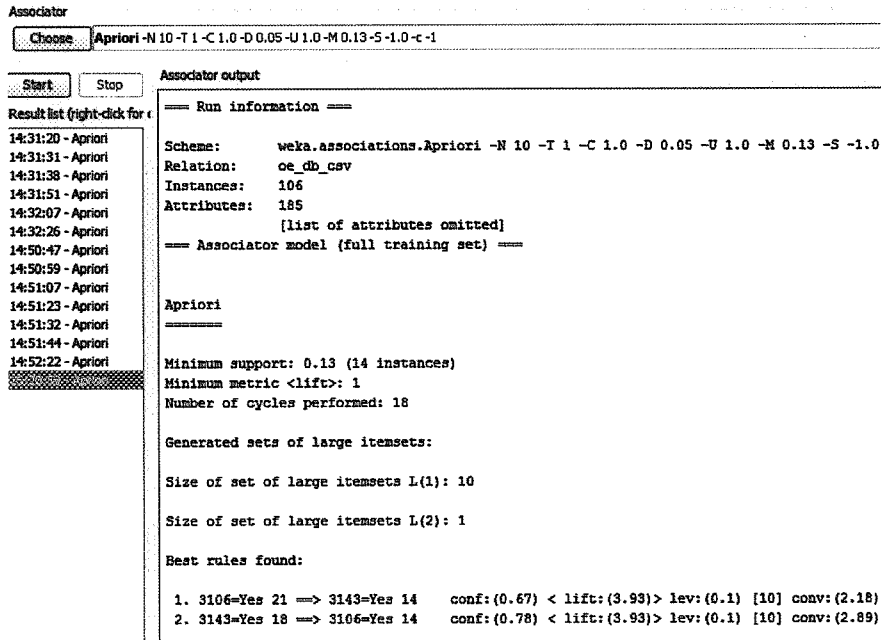 Associator
Choose Apriori -N 10 -T 1 -C 1.0 -D 0.05 -U 1.0 -M 0.13 -S -1.0 -c -1
Start Stop
Result list (right-click for
14:31:20 - Apriori
14:31:31 - Apriori
14:31:38 - Apriori
14:31:51 - Apriori
14:32:07 - Apriori
14:32:26 - Apriori
14:50:47 - Apriori
14:50:59 - Apriori
14:51:07 - Apriori
14:51:23 - Apriori
14:51:32 - Apriori
14:51:44 - Apriori
14:52:22 - Apriori
Associator output
=== Run information ===
Scheme: weka.associations.Apriori -N 10 -T 1 -C 1.0 -D 0.05 -U 1.0 -M 0.13 -S -1.0
Relation: oe_db_csv
Instances: 106
Attributes: 185
[list of attributes omitted]
=== Associator model (full training set) ===
Apriori
=======
Minimum support: 0.13 (14 instances)
Minimum metric <lift>: 1
Number of cycles performed: 18
Generated sets of large itemsets:
Size of set of large itemsets L(1): 10
Size of set of large itemsets L(2): 1
Best rules found:
1. 3106=Yes 21 ==> 3143=Yes 14 conf:(0.67) < lift:(3.93)> lev:(0.1) [10] conv:(2.18)
2. 3143=Yes 18 ==> 3106=Yes 14 conf:(0.78) < lift:(3.93)> lev:(0.1) [10] conv:(2.89)